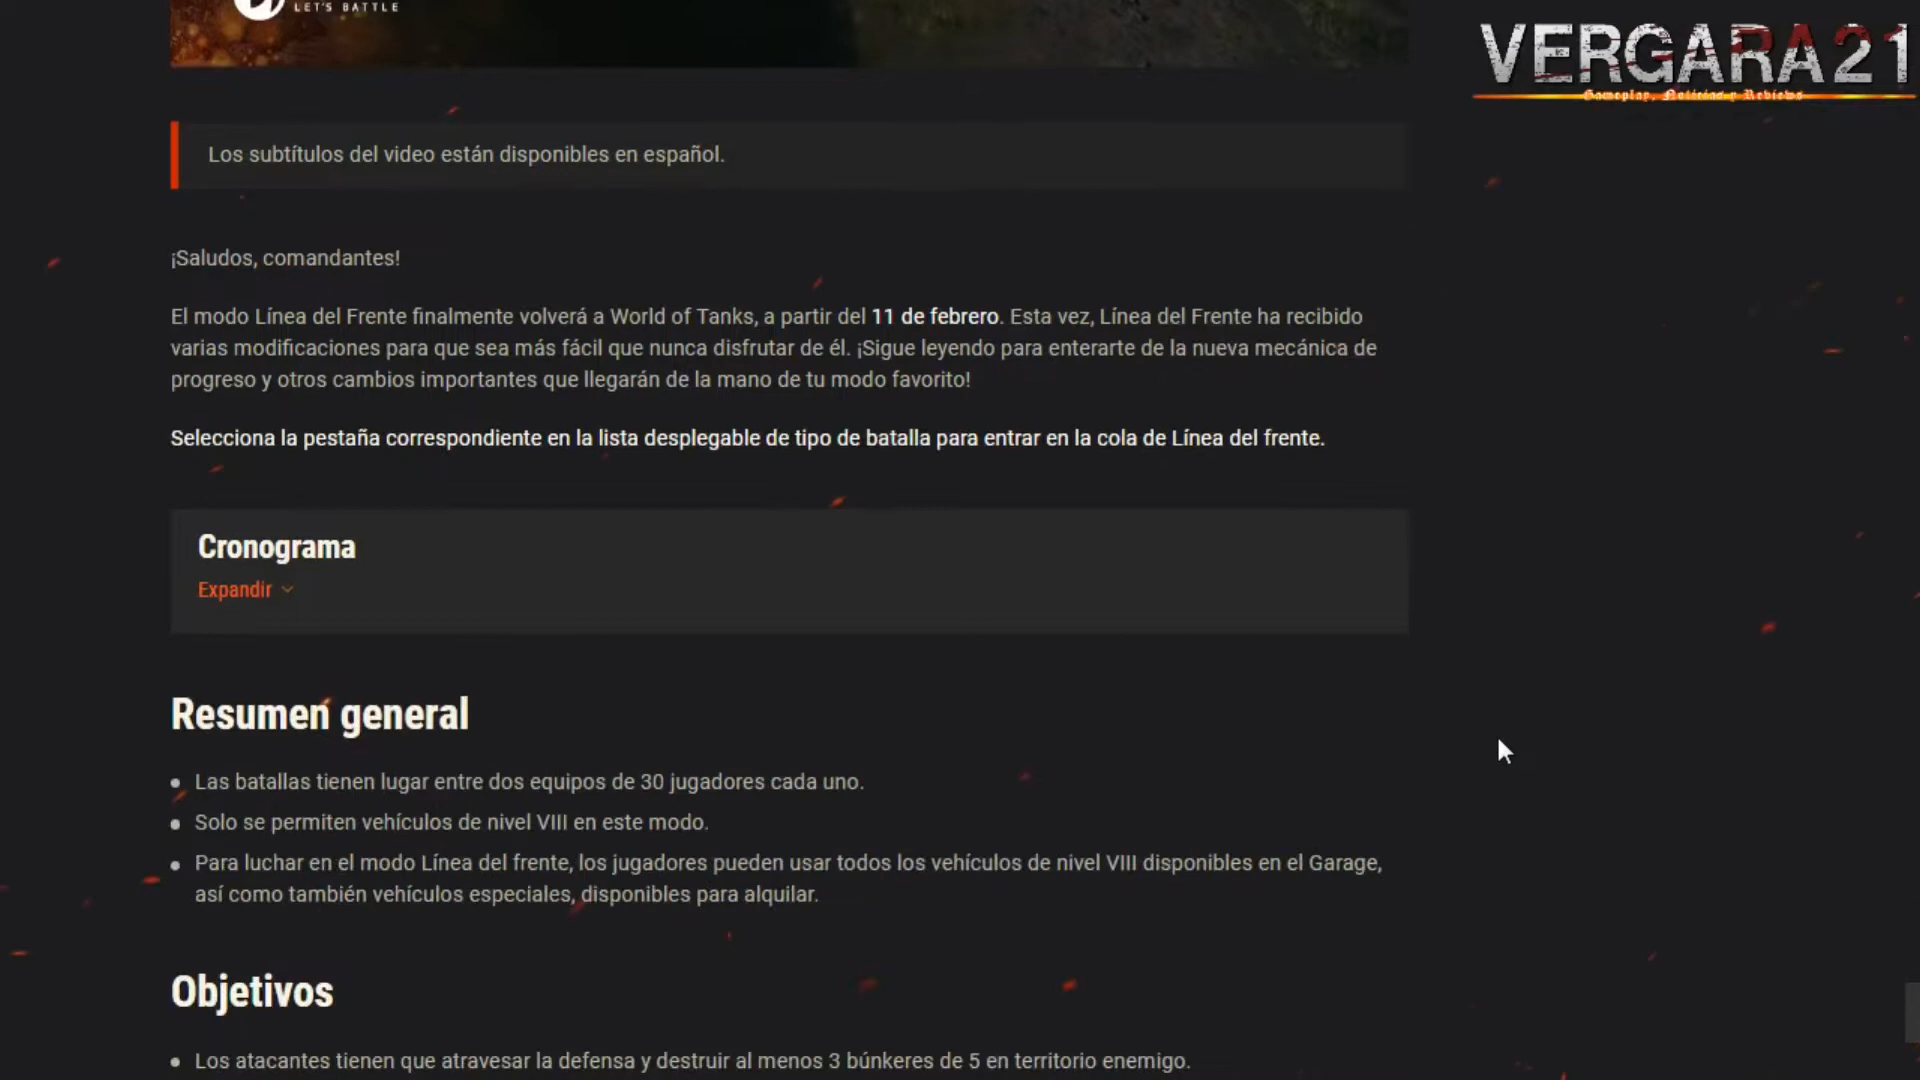 LET'S BATTLE
VERGARA21
Gameplay, Noticias y Reviews
Los subtítulos del video están disponibles en español.
¡Saludos, comandantes!
El modo Línea del Frente finalmente volverá a World of Tanks, a partir del 11 de febrero. Esta vez, Línea del Frente ha recibido
varias modificaciones para que sea más fácil que nunca disfrutar de él. ¡Sigue leyendo para enterarte de la nueva mecánica de
progreso y otros cambios importantes que llegarán de la mano de tu modo favorito!
Selecciona la pestaña correspondiente en la lista desplegable de tipo de batalla para entrar en la cola de Línea del frente.
Cronograma
Expandir
Resumen general
Las batallas tienen lugar entre dos equipos de 30 jugadores cada uno.
Solo se permiten vehículos de nivel VIII en este modo.
Para luchar en el modo Línea del frente, los jugadores pueden usar todos los vehículos de nivel VIII disponibles en el Garage,
así como también vehículos especiales, disponibles para alquilar.
Objetivos
Los atacantes tienen que atravesar la defensa y destruir al menos 3 búnkeres de 5 en territorio enemigo.